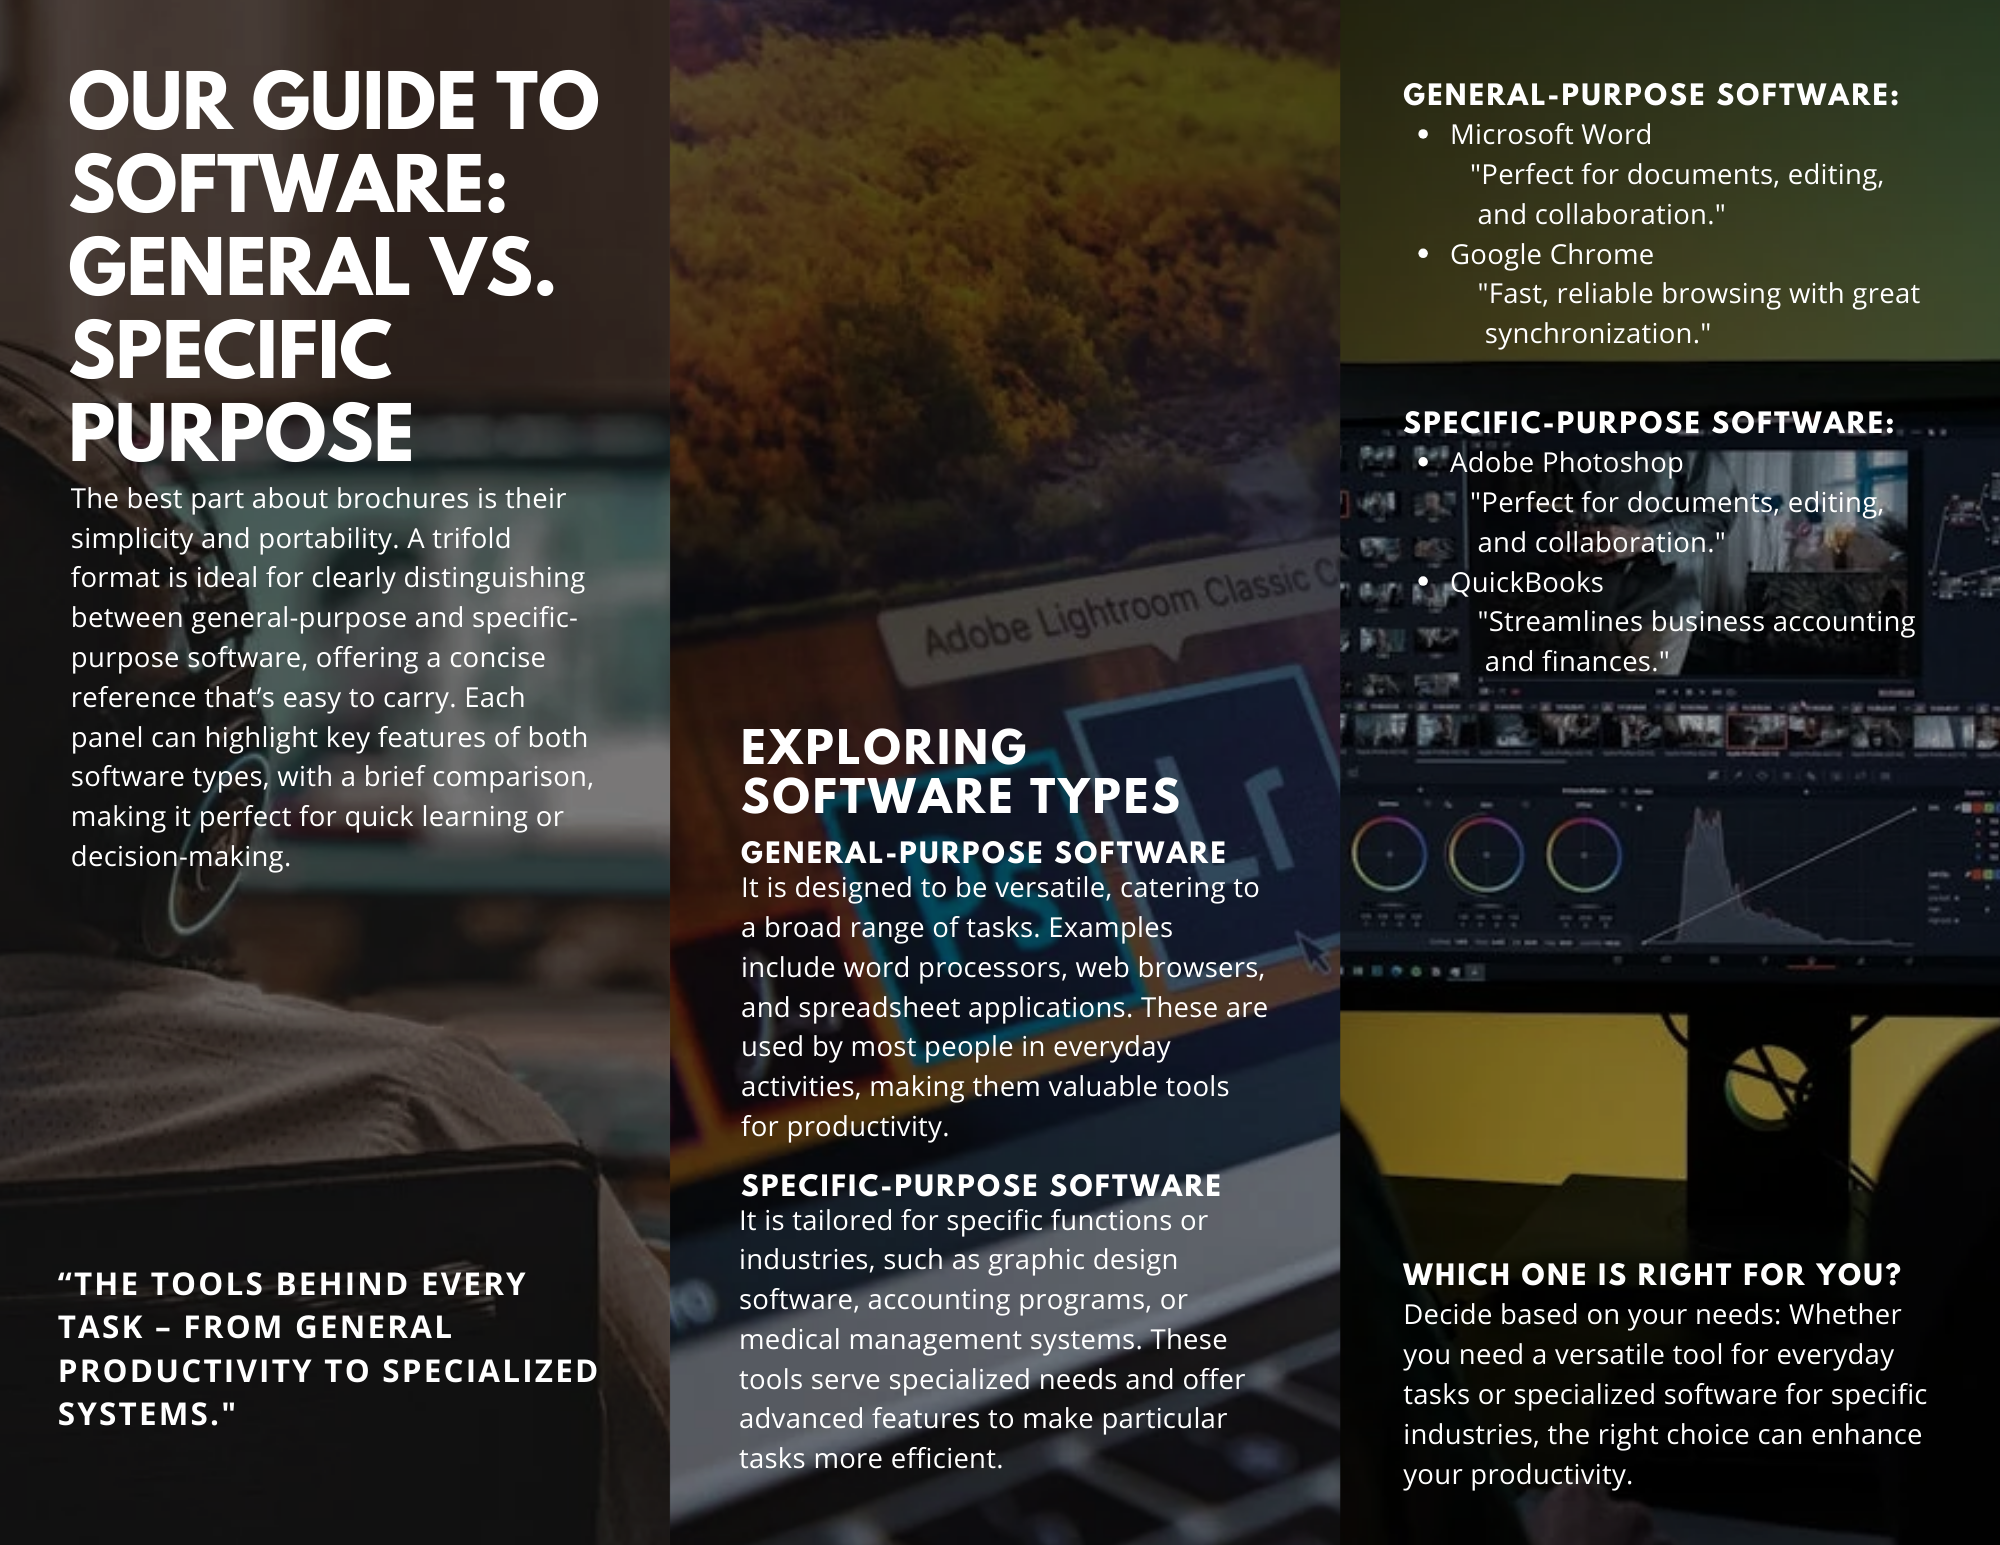 OUR GUIDE TO
SOFTWARE:
GENERAL VS.
SPECIFIC
PURPOSE
The best part about brochures is their
simplicity and portability. A trifold
format is ideal for clearly distinguishing
between general-purpose and specific-
purpose software, offering a concise
reference that’s easy to carry. Each
panel can highlight key features of both
software types, with a brief comparison,
making it perfect for quick learning or
decision-making.
“THE TOOLS BEHIND EVERY
TASK – FROM GENERAL
PRODUCTIVITY TO SPECIALIZED
SYSTEMS."
Adobe Lightroom Classic C
Ps
Lr
EXPLORING
SOFTWARE TYPES
GENERAL-PURPOSE SOFTWARE
It is designed to be versatile, catering to
a broad range of tasks. Examples
include word processors, web browsers,
and spreadsheet applications. These are
used by most people in everyday
activities, making them valuable tools
for productivity.
SPECIFIC-PURPOSE SOFTWARE
It is tailored for specific functions or
industries, such as graphic design
software, accounting programs, or
medical management systems. These
tools serve specialized needs and offer
advanced features to make particular
tasks more efficient.
GENERAL-PURPOSE SOFTWARE:
• Microsoft Word
"Perfect for documents, editing,
and collaboration."
• Google Chrome
"Fast, reliable browsing with great
synchronization."
SPECIFIC-PURPOSE SOFTWARE:
• Adobe Photoshop
"Perfect for documents, editing,
and collaboration."
• QuickBooks
"Streamlines business accounting
and finances."
WHICH ONE IS RIGHT FOR YOU?
Decide based on your needs: Whether
you need a versatile tool for everyday
tasks or specialized software for specific
industries, the right choice can enhance
your productivity.